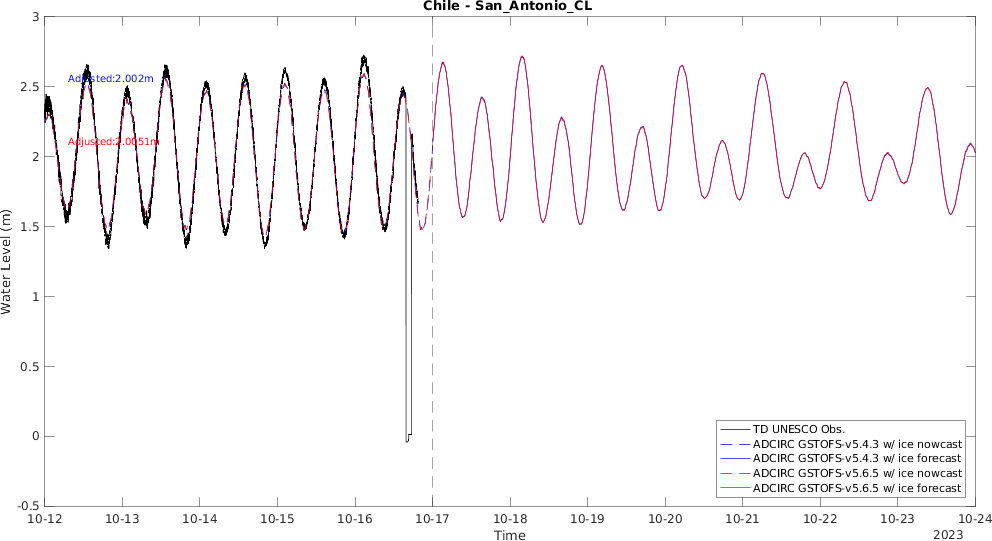 Chile - San_Antonio_CL
3
2.5
2
1.5
1
0.5
0
-0.5
Water Level (m)
Adjusted:2.002m
Adjusted:2.0051m
TD UNESCO Obs.
ADCIRC GSTOFS-v5.4.3 w/ ice nowcast
ADCIRC GSTOFS-v5.4.3 w/ ice forecast
ADCIRC GSTOFS-v5.6.5 w/ ice nowcast
ADCIRC GSTOFS-v5.6.5 w/ ice forecast
10-12 10-13 10-14 10-15 10-16 10-17 10-18 10-19 10-20 10-21 10-22 10-23 10-24
Time
2023